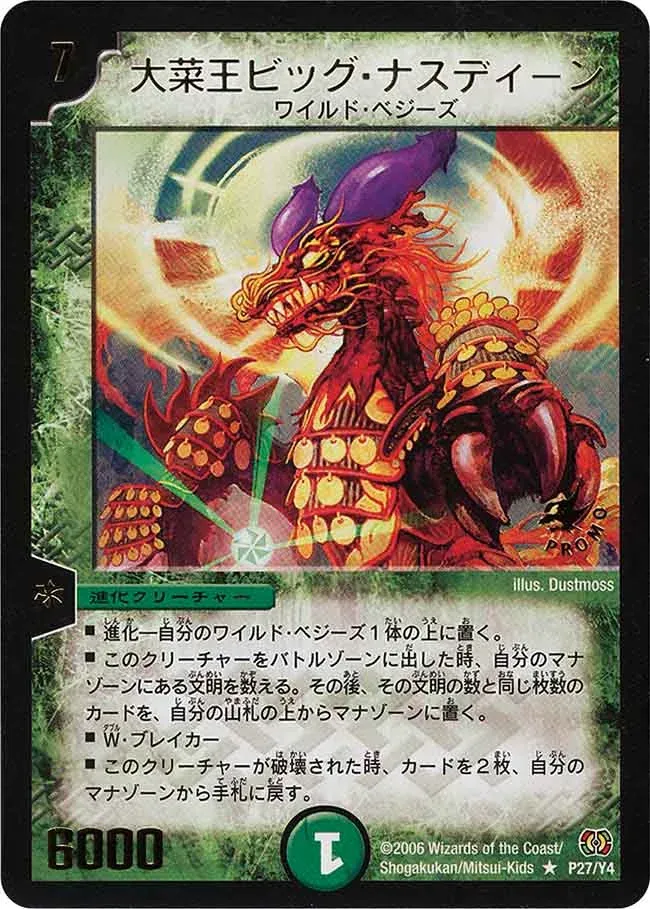 7
大菜王ビッグ・ナスディーン
ワイルド・ベジーズ
PROMO
illus. Dustmoss
進化クリーチャー
■ 進化—自分のワイルド・ベジーズ1体の上に置く。
■ このクリーチャーをバトルゾーンに出した時、自分のマナ
ゾーンにある文明を数える。その後、その文明の数と同じ枚数の
カードを、自分の山札の上からマナゾーンに置く。
■ W・ブレイカー
■ このクリーチャーが破壊された時、カードを2枚、自分の
マナゾーンから手札に戻す。
6000
1
©2006 Wizards of the Coast/
Shogakukan/Mitsui-Kids ★ P27/Y4